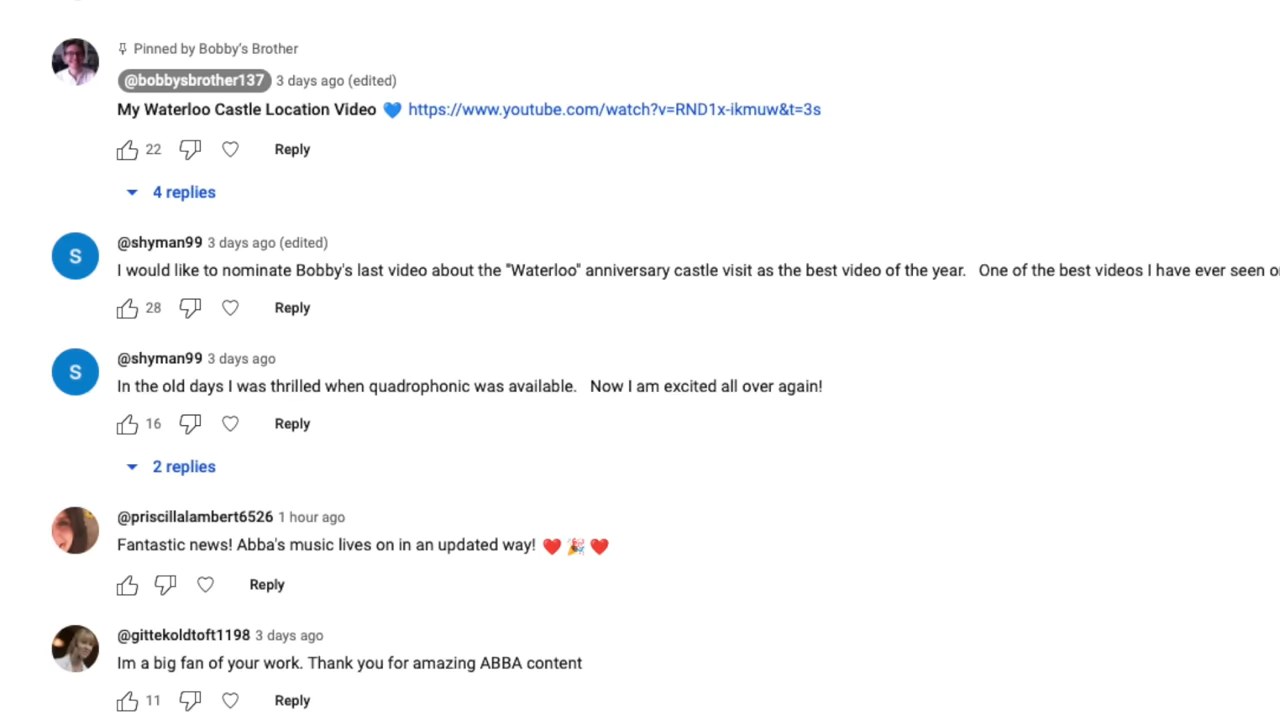 Pinned by Bobby's Brother
@bobbysbrother137 3 days ago (edited)
My Waterloo Castle Location Video 💙 https://www.youtube.com/watch?v=RND1x-ikmuw&t=3s
22 Reply
4 replies
S
@shyman99 3 days ago (edited)
I would like to nominate Bobby's last video about the "Waterloo" anniversary castle visit as the best video of the year. One of the best videos I have ever seen
28 Reply
S
@shyman99 3 days ago
In the old days I was thrilled when quadrophonic was available. Now I am excited all over again!
16 Reply
2 replies
@priscillalambert6526 1 hour ago
Fantastic news! Abba's music lives on in an updated way! ❤️ 🎉 ❤️
Reply
@gittekoldtoft1198 3 days ago
Im a big fan of your work. Thank you for amazing ABBA content
11 Reply